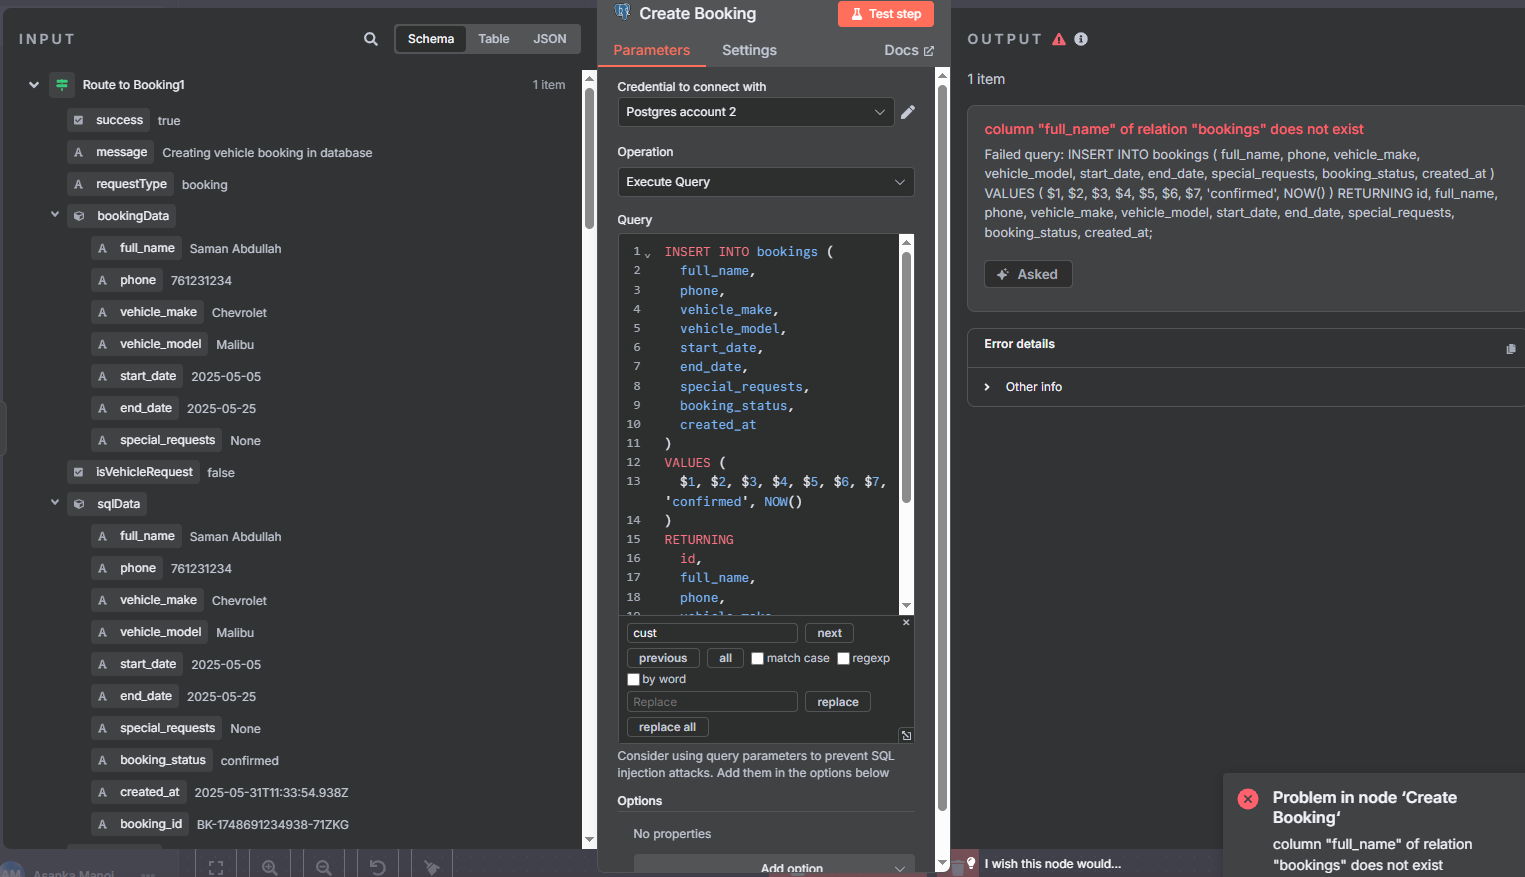 INPUT
Schema
Table
JSON
Route to Booking1
1 item
success true
A message Creating vehicle booking in database
A requestType booking
bookingData
A full_name Saman Abdullah
A phone 761231234
A vehicle_make Chevrolet
A vehicle_model Malibu
A start_date 2025-05-05
A end_date 2025-05-25
A special_requests None
isVehicleRequest false
sqlData
A full_name Saman Abdullah
A phone 761231234
A vehicle_make Chevrolet
A vehicle_model Malibu
A start_date 2025-05-05
A end_date 2025-05-25
A special_requests None
A booking_status confirmed
A created_at 2025-05-31T11:33:54.938Z
A booking_id BK-1748691234938-71ZKG
Create Booking
Test step
Parameters
Settings
Docs
Credential to connect with
Postgres account 2
Operation
Execute Query
Query
1 INSERT INTO bookings (
2 full_name,
3 phone,
4 vehicle_make,
5 vehicle_model,
6 start_date,
7 end_date,
8 special_requests,
9 booking_status,
10 created_at
11 )
12 VALUES (
13 $1, $2, $3, $4, $5, $6, $7,
'confirmed', NOW()
14 )
15 RETURNING
16 id,
17 full_name,
18 phone,
cust
next
previous
all
match case
regexp
by word
Replace
replace
replace all
Consider using query parameters to prevent SQL
injection attacks. Add them in the options below
Options
No properties
Add option
OUTPUT
1 item
column "full_name" of relation "bookings" does not exist
Failed query: INSERT INTO bookings ( full_name, phone, vehicle_make,
vehicle_model, start_date, end_date, special_requests, booking_status, created_at )
VALUES ( $1, $2, $3, $4, $5, $6, $7, 'confirmed', NOW() ) RETURNING id, full_name,
phone, vehicle_make, vehicle_model, start_date, end_date, special_requests,
booking_status, created_at;
Asked
Error details
Other info
I wish this node would...
Problem in node ‘Create
Booking‘
column "full_name" of relation
"bookings" does not exist